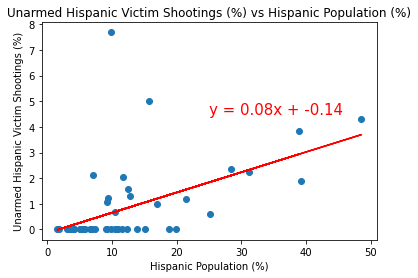 Unarmed Hispanic Victim Shootings (%) vs Hispanic Population (%)
8
7
6
5
4
3
2
1
0
Unarmed Hispanic Victim Shootings (%)
y = 0.08x + -0.14
0 10 20 30 40 50
Hispanic Population (%)